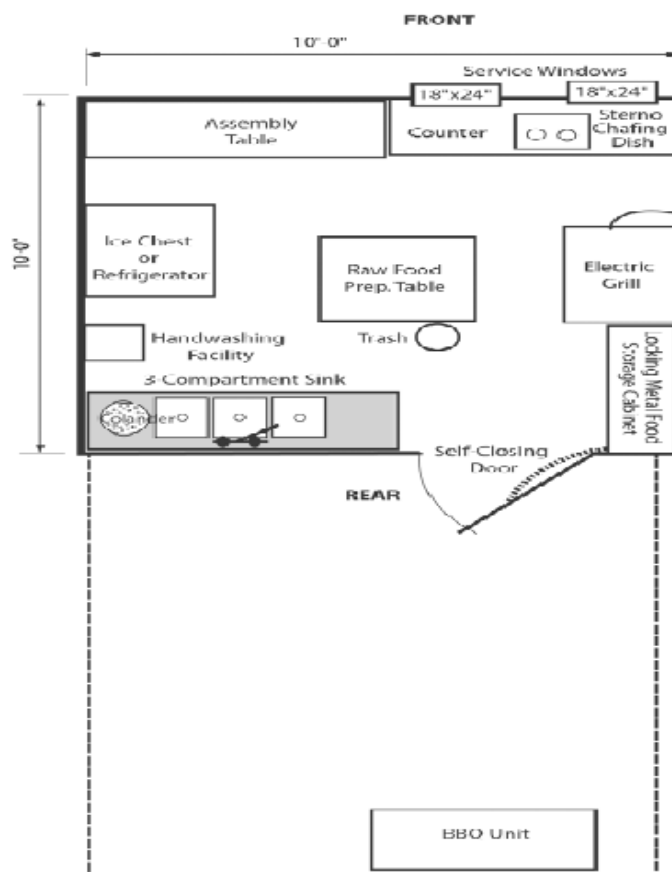 FRONT
10"-0"
Service Windows
18"x24"
18"x24"
Assembly
Table
Counter
Sterno
Chafing
Dish
10-0"
Ice Chest
or
Refrigerator
Raw Food
Prep. Table
Electric
Grill
Handwashing
Facility
Trash
Locking Metal Food
Storage Cabinet
3-Compartment Sink
Colander
Self-Closing
Door
REAR
BBQ Unit